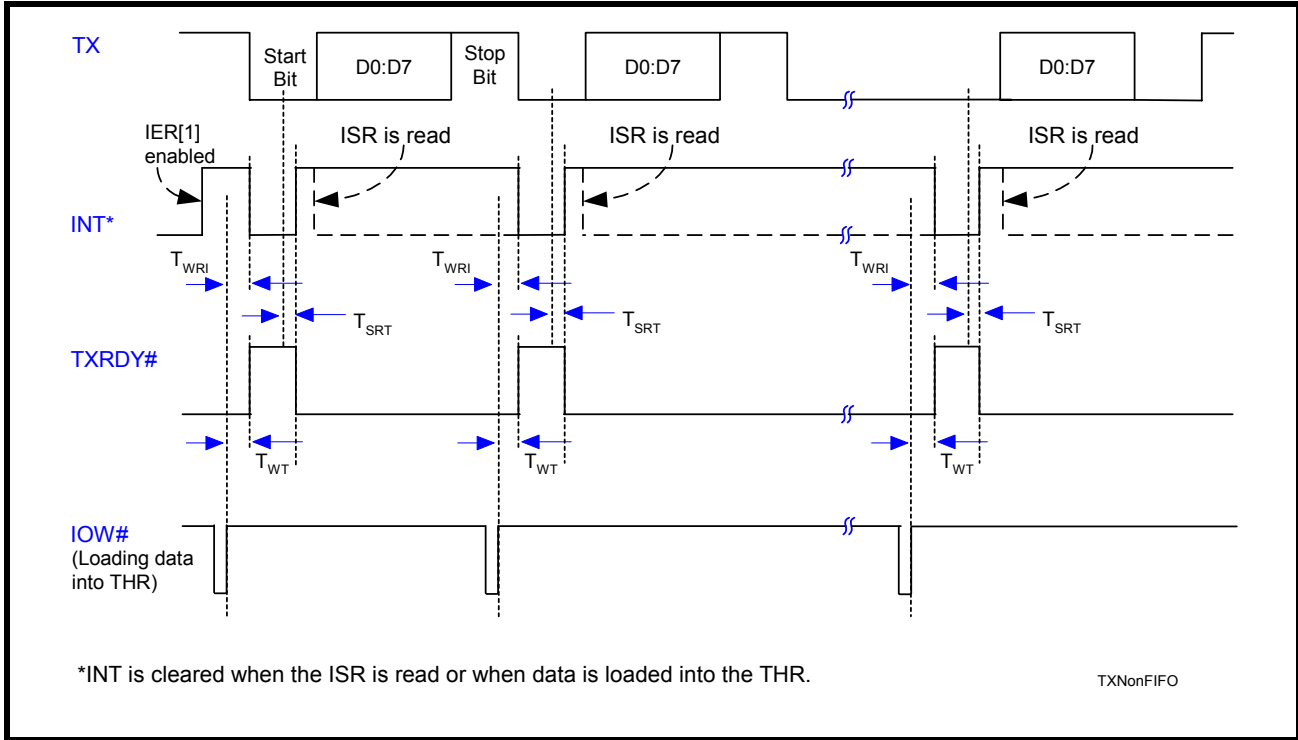 TX
Start
Bit
D0:D7
Stop
Bit
D0:D7
D0:D7
IER[1]
enabled
ISR is read
ISR is read
ISR is read
INT*
TWRI
TWRI
TWRI
TSRT
TSRT
TSRT
TXRDY#
TWT
TWT
TWT
IOW#
(Loading data
into THR)
*INT is cleared when the ISR is read or when data is loaded into the THR.
TXNonFIFO